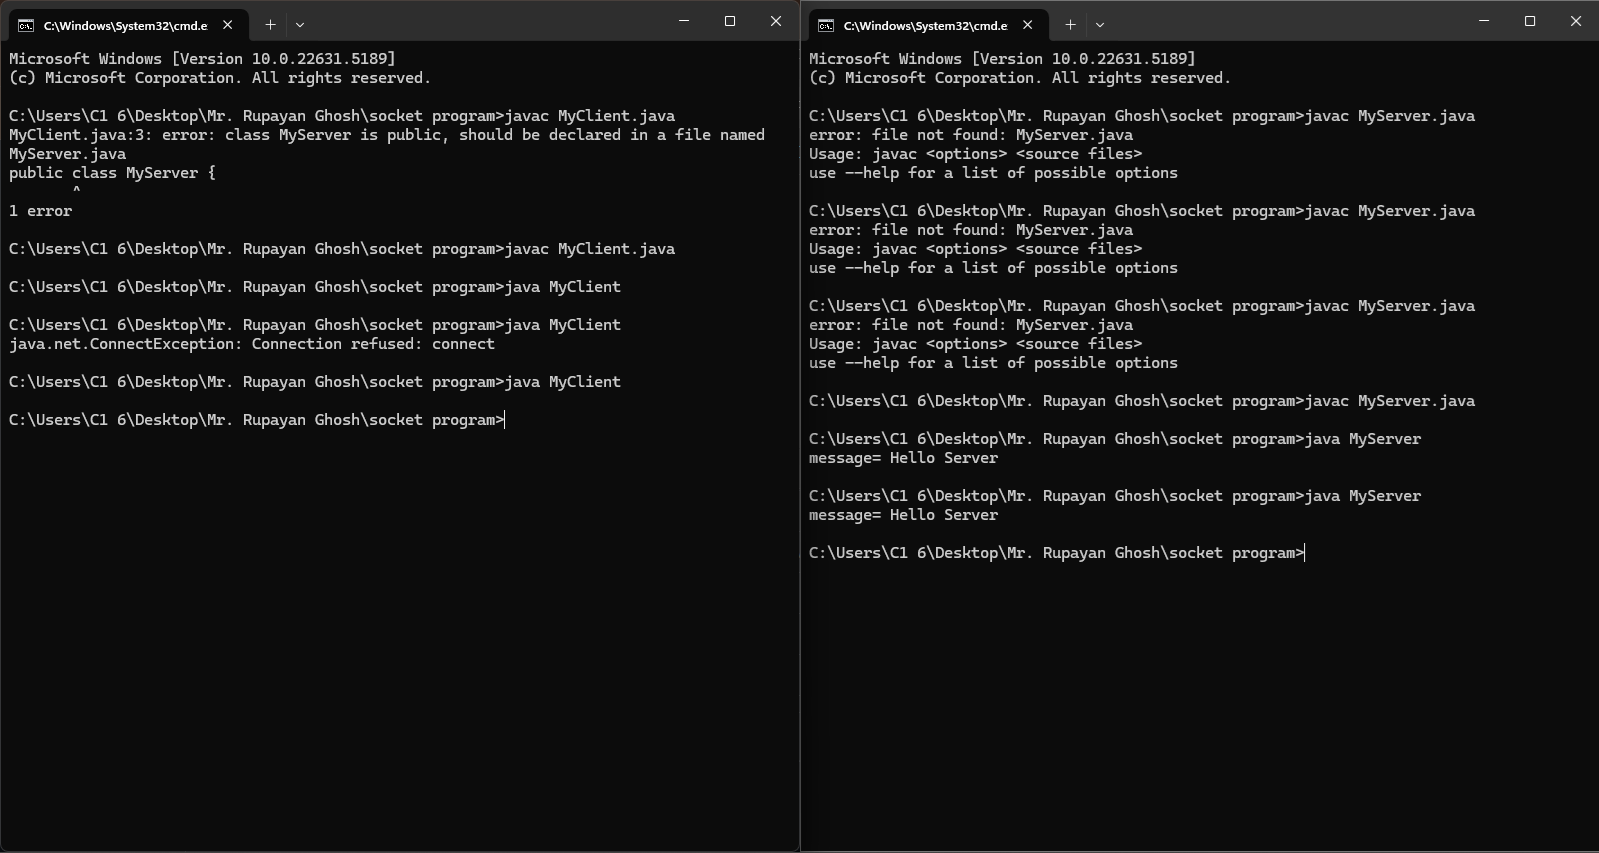 C:\Windows\System32\cmd.e
Microsoft Windows [Version 10.0.22631.5189]
(c) Microsoft Corporation. All rights reserved.
C:\Users\C1 6\Desktop\Mr. Rupayan Ghosh\socket program>javac MyClient.java
MyClient.java:3: error: class MyServer is public, should be declared in a file named
MyServer.java
public class MyServer {
^
1 error
C:\Users\C1 6\Desktop\Mr. Rupayan Ghosh\socket program>javac MyClient.java
C:\Users\C1 6\Desktop\Mr. Rupayan Ghosh\socket program>java MyClient
C:\Users\C1 6\Desktop\Mr. Rupayan Ghosh\socket program>java MyClient
java.net.ConnectException: Connection refused: connect
C:\Users\C1 6\Desktop\Mr. Rupayan Ghosh\socket program>java MyClient
C:\Users\C1 6\Desktop\Mr. Rupayan Ghosh\socket program>
C:\Windows\System32\cmd.e
Microsoft Windows [Version 10.0.22631.5189]
(c) Microsoft Corporation. All rights reserved.
C:\Users\C1 6\Desktop\Mr. Rupayan Ghosh\socket program>javac MyServer.java
error: file not found: MyServer.java
Usage: javac <options> <source files>
use --help for a list of possible options
C:\Users\C1 6\Desktop\Mr. Rupayan Ghosh\socket program>javac MyServer.java
error: file not found: MyServer.java
Usage: javac <options> <source files>
use --help for a list of possible options
C:\Users\C1 6\Desktop\Mr. Rupayan Ghosh\socket program>javac MyServer.java
error: file not found: MyServer.java
Usage: javac <options> <source files>
use --help for a list of possible options
C:\Users\C1 6\Desktop\Mr. Rupayan Ghosh\socket program>javac MyServer.java
C:\Users\C1 6\Desktop\Mr. Rupayan Ghosh\socket program>java MyServer
message= Hello Server
C:\Users\C1 6\Desktop\Mr. Rupayan Ghosh\socket program>java MyServer
message= Hello Server
C:\Users\C1 6\Desktop\Mr. Rupayan Ghosh\socket program>